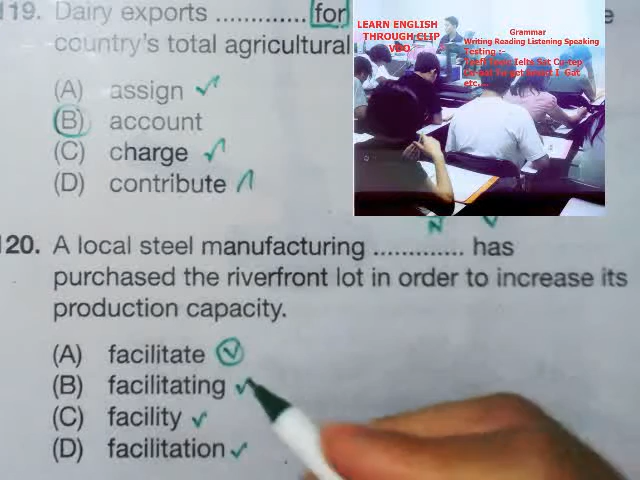 119. Dairy exports ............. for
country's total agricultural
(A) assign
(B) account
(C) charge
(D) contribute
LEARN ENGLISH
THROUGH CLIP
VDO
Grammar
Writing Reading Listening Speaking
Testing :-
etc.
e
N V
120. A local steel manufacturing ............. has
purchased the riverfront lot in order to increase its
production capacity.
(A) facilitate V
(B) facilitating
(C) facility
(D) facilitation